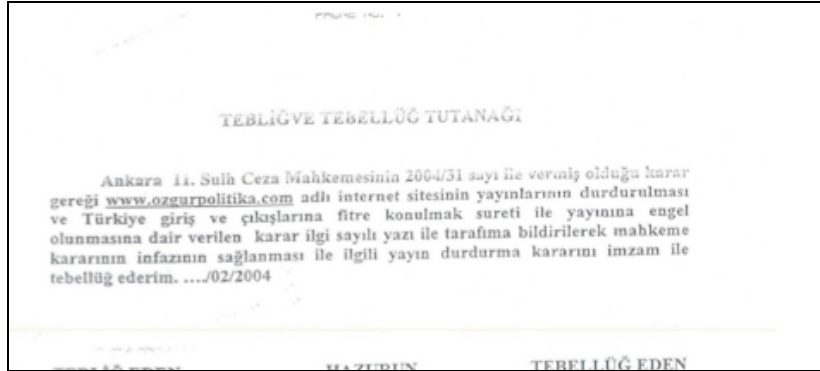 TEBLİĞ VE TEBELLÜĞ TUTANAĞI
Ankara 11. Sulh Ceza Mahkemesinin 2004/31 sayı ile vermiş olduğu karar
gereği www.ozgurpolitika.com adlı internet sitesinin yayınlarının durdurulması
ve Türkiye giriş ve çıkışlarına fitre konulmak sureti ile yayınına engel
olunmasına dair verilen karar ilgi sayılı yazı ile tarafıma bildirilerek mahkeme
kararının infazının sağlanması ile ilgili yayın durdurma kararını imzam ile
tebellüğ ederim. ..../02/2004
TEBLİĞ EDEN HAZURUN TEBELLÜĞ EDEN